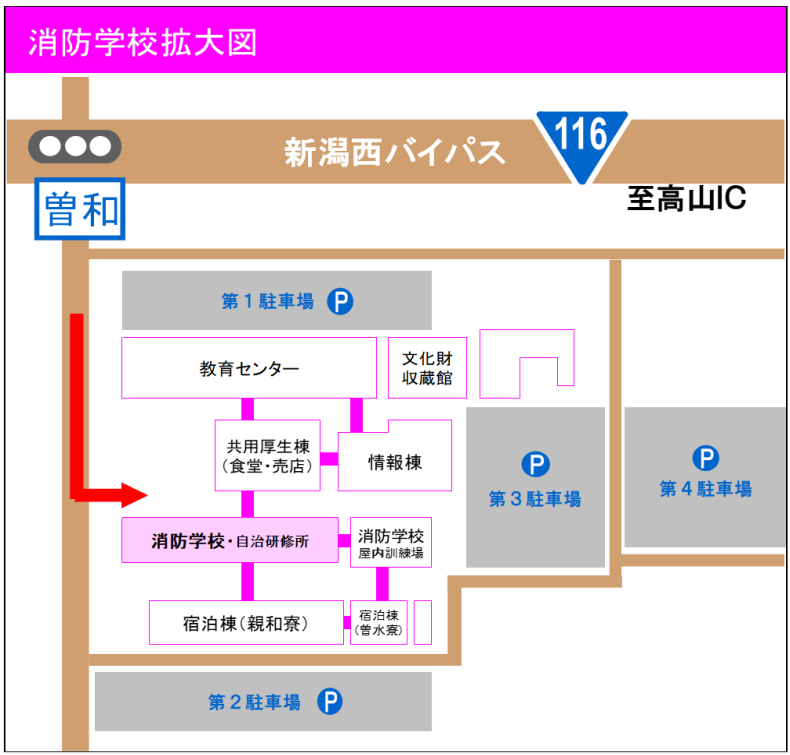 消防学校拡大図
新潟西バイパス
116
至高山IC
曽和
第1駐車場 P
教育センター
文化財
収蔵館
共用厚生棟
(食堂・売店)
情報棟
P
第3駐車場
P
第4駐車場
消防学校・自治研修所
消防学校
屋内訓練場
宿泊棟(親和寮)
宿泊棟
(曽水寮)
第2駐車場 P